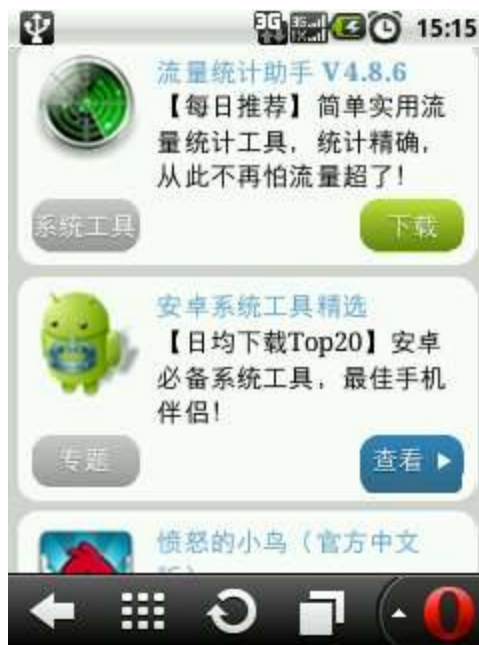 3G 3G 1X 15:15
流量统计助手 V4.8.6
【每日推荐】简单实用流
量统计工具，统计精确，
从此不再怕流量超了！
系统工具
下载
安卓系统工具精选
【日均下载Top20】安卓
必备系统工具，最佳手机
伴侣！
专题
查看
愤怒的小鸟（官方中文